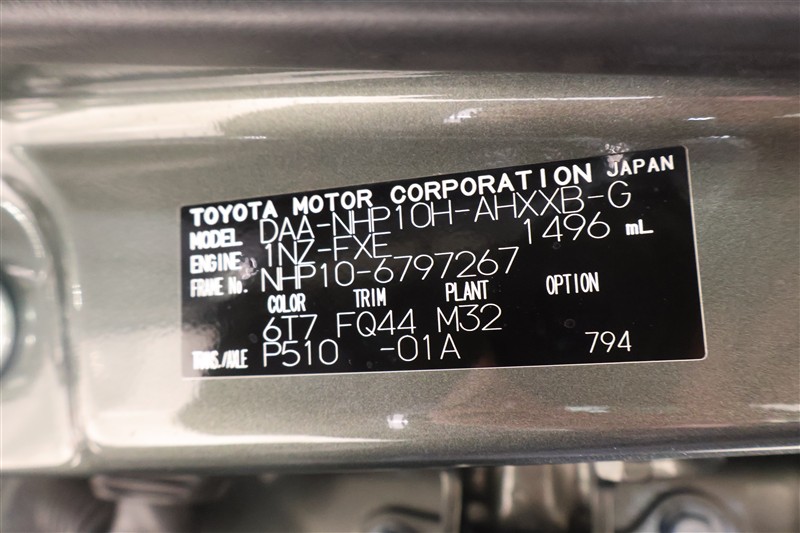 TOYOTA MOTOR CORPORATION JAPAN
MODEL DAA-NHP10H-AHXXB-G
ENGINE 1NZ-FXE 1496 mL
FRAME No. NHP10-6797267
COLOR TRIM PLANT OPTION
6T7 FQ44 M32
TRANS./AXLE P510 -01A 794